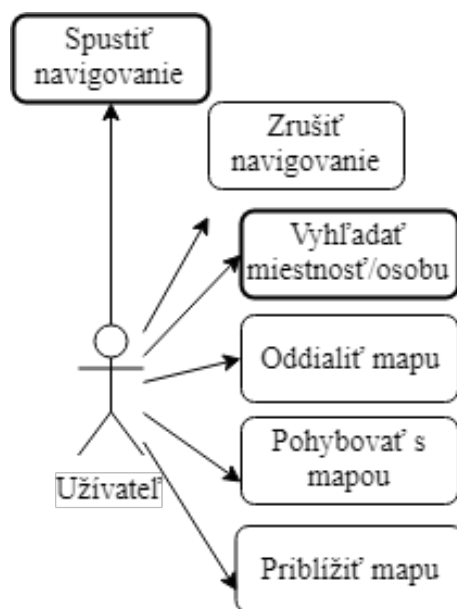 Spustiť
navigovanie
Zrušiť
navigovanie
Vyhľadať
miestnosť/osobu
Oddialiť mapu
Pohybovať s
mapou
Užívateľ
Priblížiť mapu